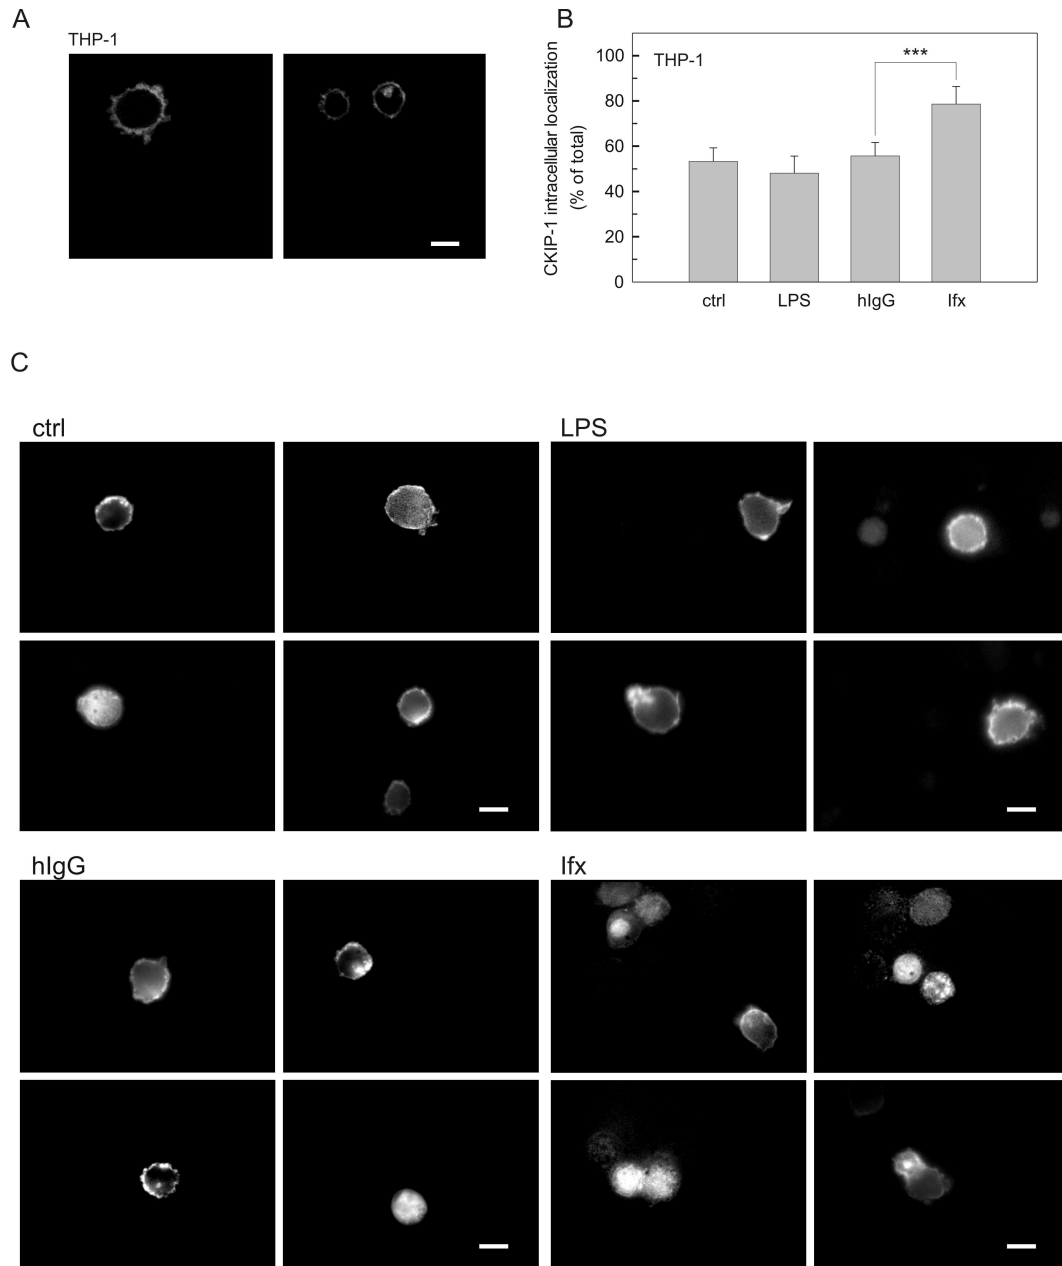 A
THP-1
B
CKIP-1 intracellular localization
(% of total)
100
80
60
40
20
0
THP-1
***
ctrl
LPS
hIgG
Ifx
C
ctrl
LPS
hIgG
Ifx